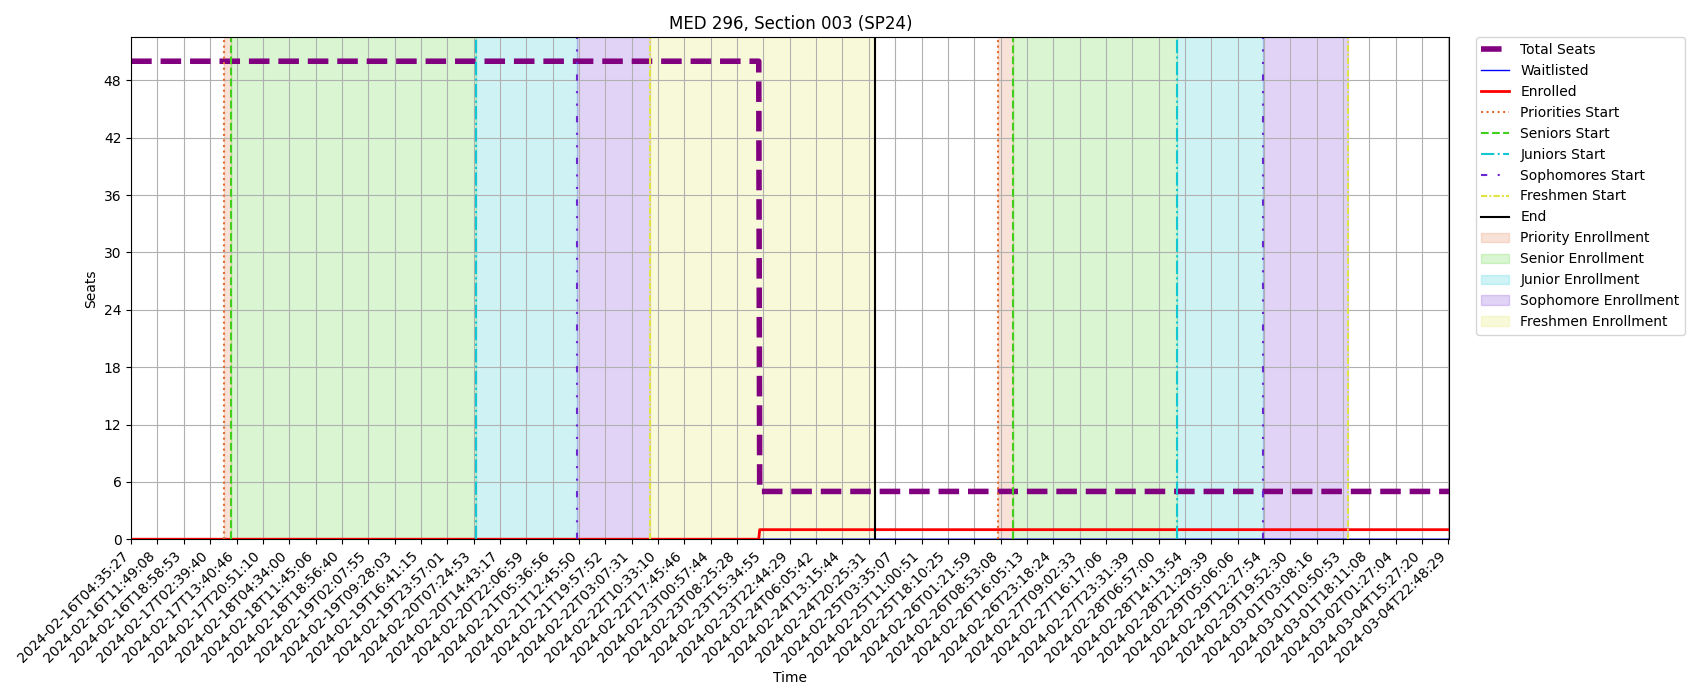 MED 296, Section 003 (SP24)
Seats
48
42
36
30
24
18
12
6
0
2024-02-16T04:35:27
2024-02-16T11:49:08
2024-02-16T18:58:53
2024-02-17T02:39:40
2024-02-17T13:40:46
2024-02-17T20:51:10
2024-02-18T04:34:00
2024-02-18T11:45:06
2024-02-18T18:56:40
2024-02-19T02:07:55
2024-02-19T09:28:03
2024-02-19T16:41:15
2024-02-19T23:57:01
2024-02-20T07:24:53
2024-02-20T14:43:17
2024-02-20T22:06:59
2024-02-21T05:36:56
2024-02-21T12:45:50
2024-02-21T19:57:52
2024-02-22T03:07:31
2024-02-22T10:33:10
2024-02-22T17:45:46
2024-02-23T00:57:44
2024-02-23T08:25:28
2024-02-23T15:34:55
2024-02-23T22:44:29
2024-02-24T06:05:42
2024-02-24T13:15:44
2024-02-24T20:25:31
2024-02-25T03:35:07
2024-02-25T11:00:51
2024-02-25T18:10:25
2024-02-26T01:21:59
2024-02-26T08:53:08
2024-02-26T16:05:13
2024-02-26T23:18:24
2024-02-27T09:02:33
2024-02-27T16:17:06
2024-02-27T23:31:39
2024-02-28T06:57:00
2024-02-28T14:13:54
2024-02-28T21:29:39
2024-02-29T05:06:06
2024-02-29T12:27:54
2024-02-29T19:52:30
2024-03-01T03:08:16
2024-03-01T10:50:53
2024-03-01T18:11:08
2024-03-02T01:27:04
2024-03-04T15:27:20
2024-03-04T22:48:29
Time
Total Seats
Waitlisted
Enrolled
Priorities Start
Seniors Start
Juniors Start
Sophomores Start
Freshmen Start
End
Priority Enrollment
Senior Enrollment
Junior Enrollment
Sophomore Enrollment
Freshmen Enrollment